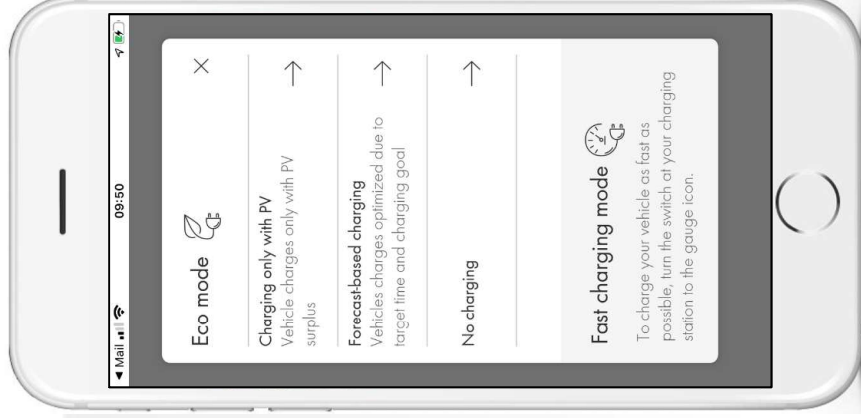 ◀ Mail 09:50
Eco mode
Charging only with PV
Vehicle charges only with PV
surplus
Forecast-based charging
Vehicles charges optimized due to
target time and charging goal
No charging
Fast charging mode
To charge your vehicle as fast as
possible, turn the switch at your charging
station to the gauge icon.